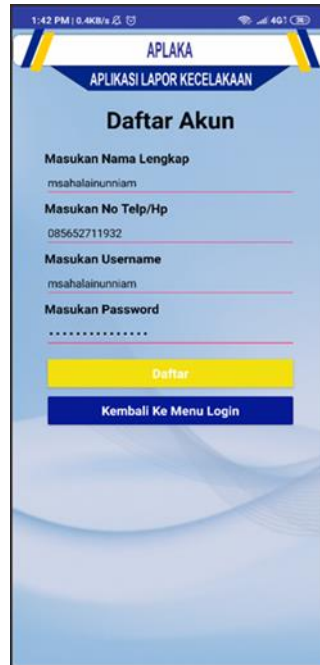 1:42 PM | 0.4KB/s
4G
APLAKA
APLIKASI LAPOR KECELAKAAN
Daftar Akun
Masukan Nama Lengkap
msahalainunniam
Masukan No Telp/Hp
085652711932
Masukan Username
msahalainunniam
Masukan Password
•••••••••••••••
Daftar
Kembali Ke Menu Login